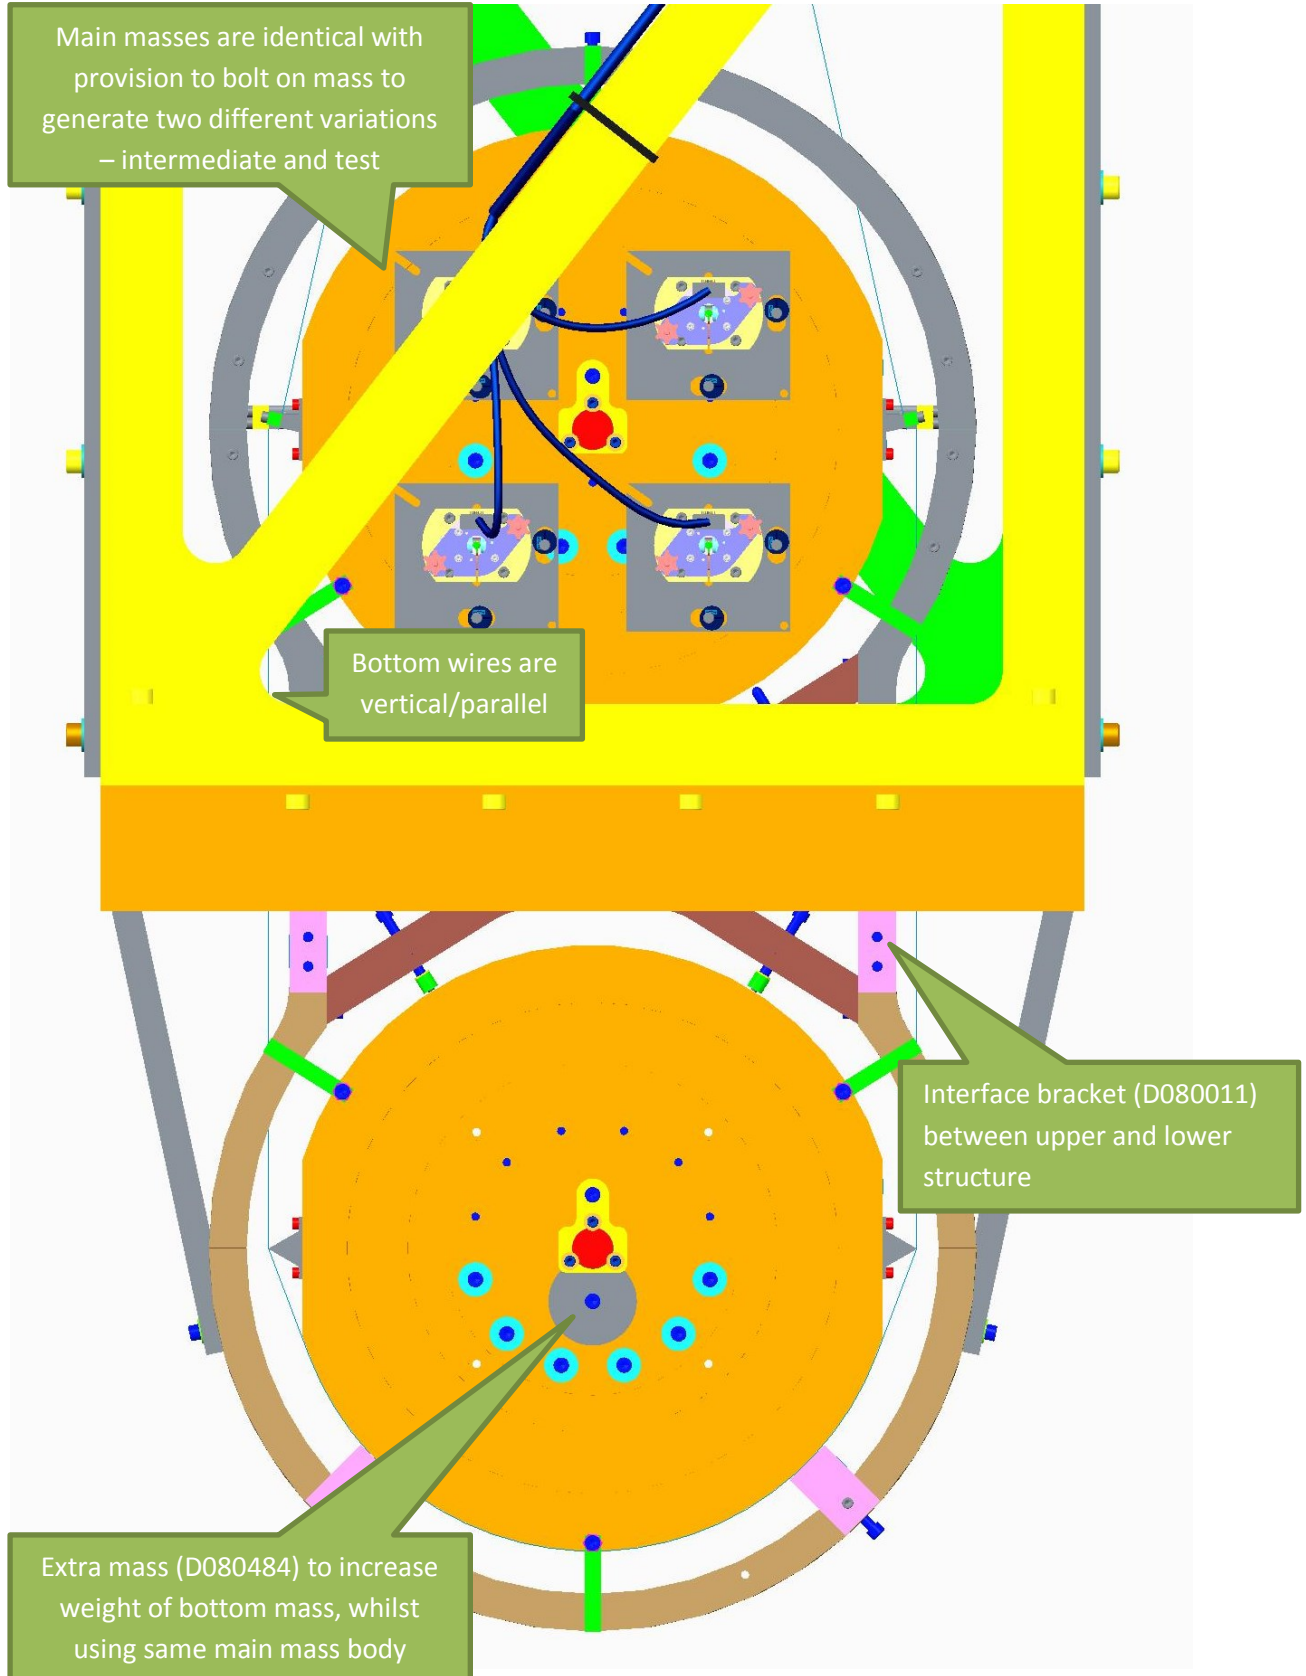 Main masses are identical with
provision to bolt on mass to
generate two different variations
– intermediate and test
Bottom wires are
vertical/parallel
Interface bracket (D080011)
between upper and lower
structure
Extra mass (D080484) to increase
weight of bottom mass, whilst
using same main mass body